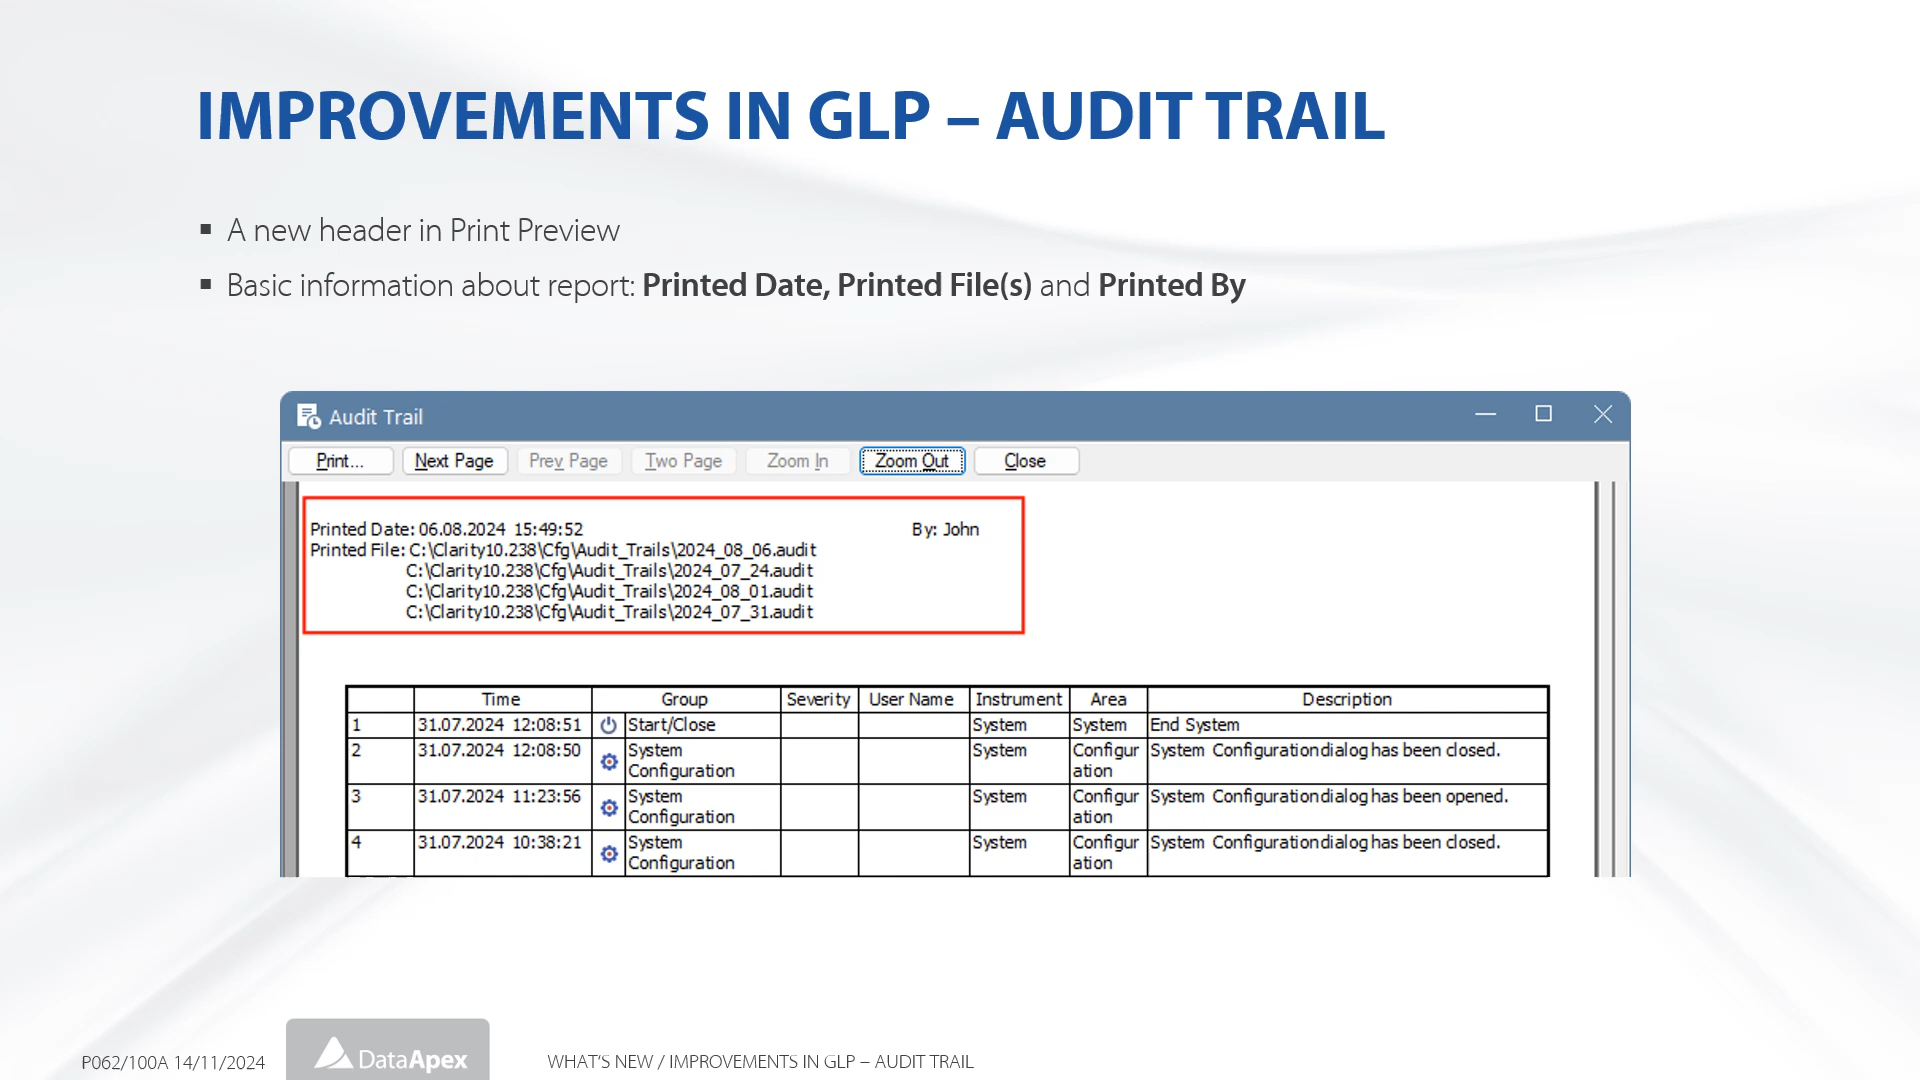 IMPROVEMENTS IN GLP – AUDIT TRAIL
▪ A new header in Print Preview
▪ Basic information about report: Printed Date, Printed File(s) and Printed By
Audit Trail
Print... Next Page Prev Page Two Page Zoom In Zoom Out Close
Printed Date: 06.08.2024 15:49:52 By: John
Printed File: C:\Clarity10.238\Cfg\Audit_Trails\2024_08_06.audit
C:\Clarity10.238\Cfg\Audit_Trails\2024_07_24.audit
C:\Clarity10.238\Cfg\Audit_Trails\2024_08_01.audit
C:\Clarity10.238\Cfg\Audit_Trails\2024_07_31.audit
Time Group Severity User Name Instrument Area Description
1 31.07.2024 12:08:51 Start/Close System System End System
2 31.07.2024 12:08:50 System System Configur System Configuration dialog has been closed.
Configuration ation
3 31.07.2024 11:23:56 System System Configur System Configuration dialog has been opened.
Configuration ation
4 31.07.2024 10:38:21 System System Configur System Configuration dialog has been closed.
Configuration ation
P062/100A 14/11/2024 DataApex WHAT'S NEW / IMPROVEMENTS IN GLP – AUDIT TRAIL